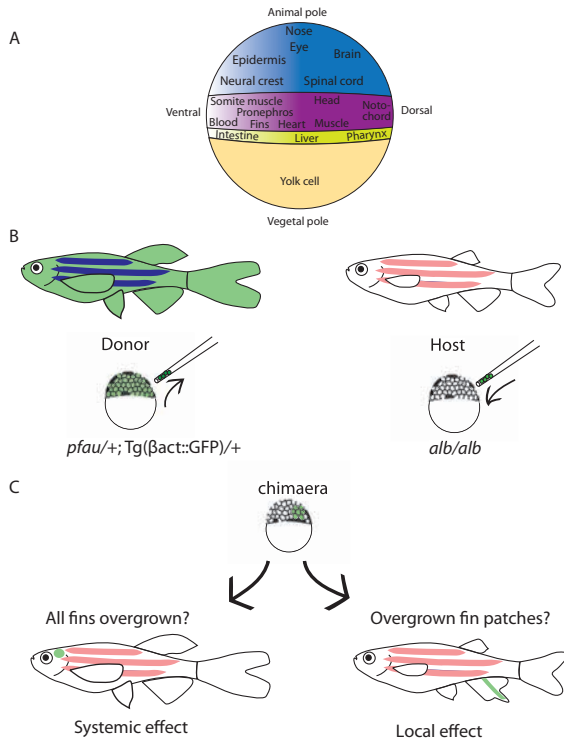 A
Animal pole
Nose
Eye
Brain
Epidermis
Neural crest
Spinal cord
Ventral
Dorsal
Somite muscle
Head
Pronephros
Noto-
chord
Blood
Fins
Heart
Muscle
Intestine
Liver
Pharynx
Yolk cell
Vegetal pole
B
Donor
Host
pfau/+; Tg(βact::GFP)/+
alb/alb
C
chimaera
All fins overgrown?
Overgrown fin patches?
Systemic effect
Local effect